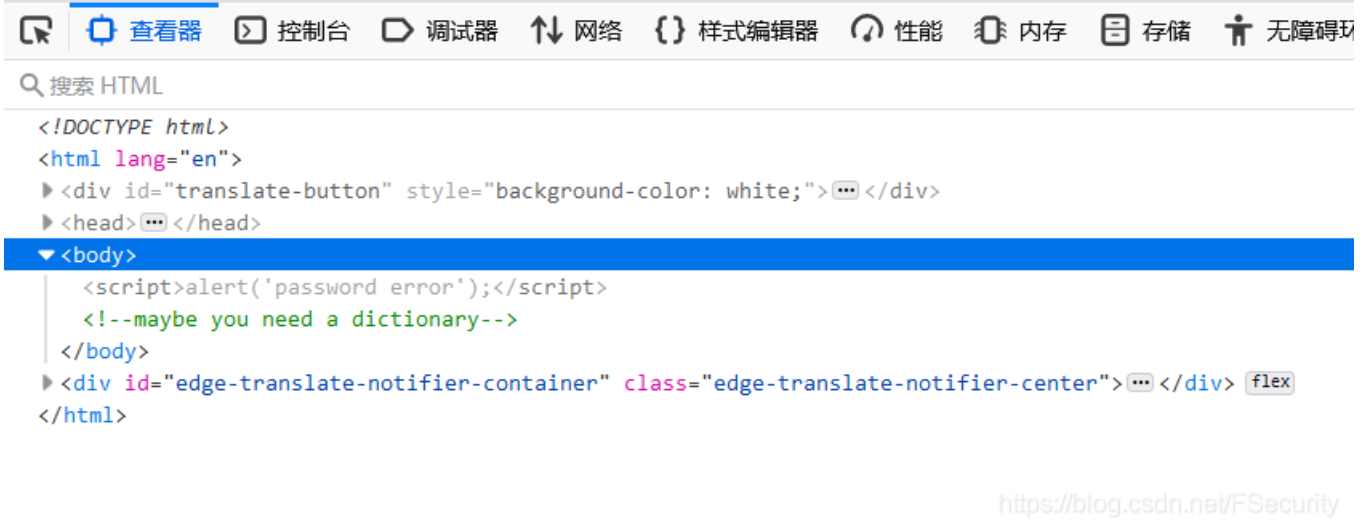 查看器 控制台 调试器 网络 {} 样式编辑器 性能 内存 存储 无障碍环
搜索 HTML
<!DOCTYPE html>
<html lang="en">
<div id="translate-button" style="background-color: white;">···</div>
<head>···</head>
<body>
<script>alert('password error');</script>
<!--maybe you need a dictionary-->
</body>
<div id="edge-translate-notifier-container" class="edge-translate-notifier-center">···</div> flex
</html>
https://blog.csdn.net/FSecurity